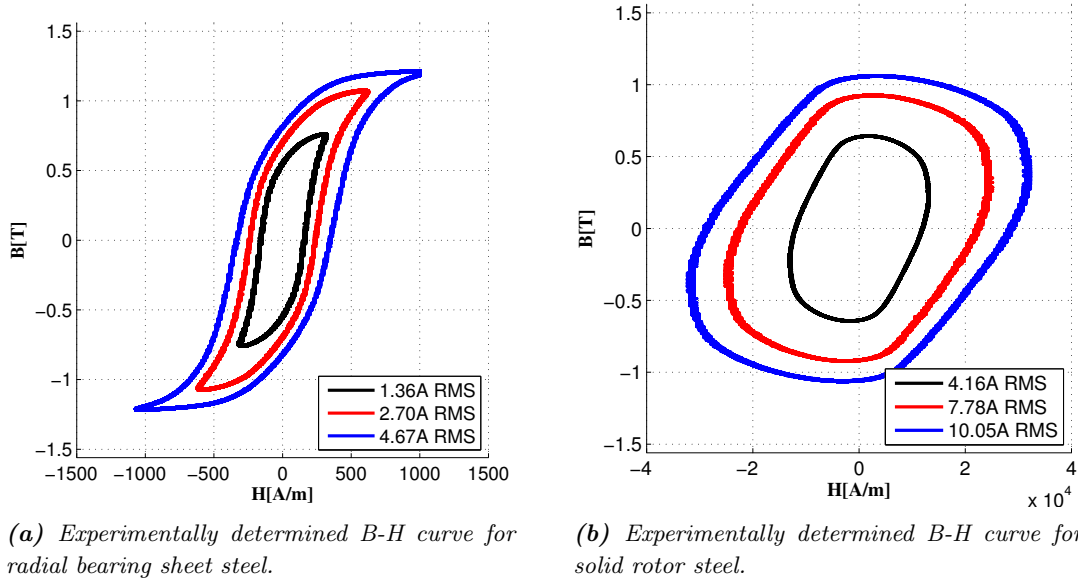 1.5
1
0.5
0
−0.5
−1
−1.5
B[T]
−1500 −1000 −500 0 500 1000 1500
H[A/m]
1.36A RMS
2.70A RMS
4.67A RMS
(a) Experimentally determined B-H curve for
radial bearing sheet steel.
1.5
1
0.5
0
−0.5
−1
−1.5
B[T]
−4 −2 0 2 4
x 10⁴
H[A/m]
4.16A RMS
7.78A RMS
10.05A RMS
(b) Experimentally determined B-H curve for
solid rotor steel.